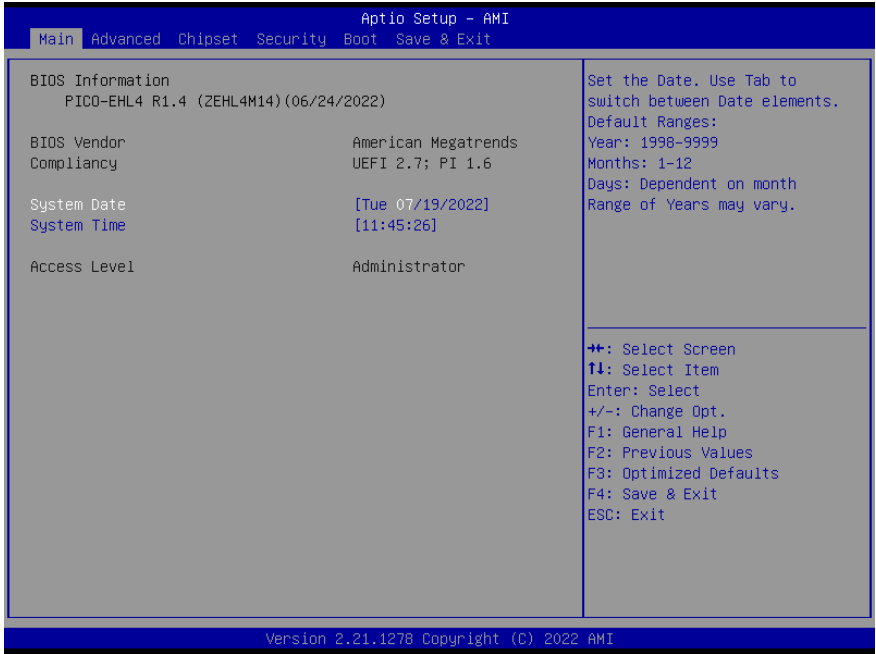 Aptio Setup – AMI
Main Advanced Chipset Security Boot Save & Exit
BIOS Information
PICO-EHL4 R1.4 (ZEHL4M14)(06/24/2022)
BIOS Vendor American Megatrends
Compliancy UEFI 2.7; PI 1.6
System Date [Tue 07/19/2022]
System Time [11:45:26]
Access Level Administrator
Set the Date. Use Tab to
switch between Date elements.
Default Ranges:
Year: 1998-9999
Months: 1-12
Days: Dependent on month
Range of Years may vary.
→←: Select Screen
↑↓: Select Item
Enter: Select
+/-: Change Opt.
F1: General Help
F2: Previous Values
F3: Optimized Defaults
F4: Save & Exit
ESC: Exit
Version 2.21.1278 Copyright (C) 2022 AMI